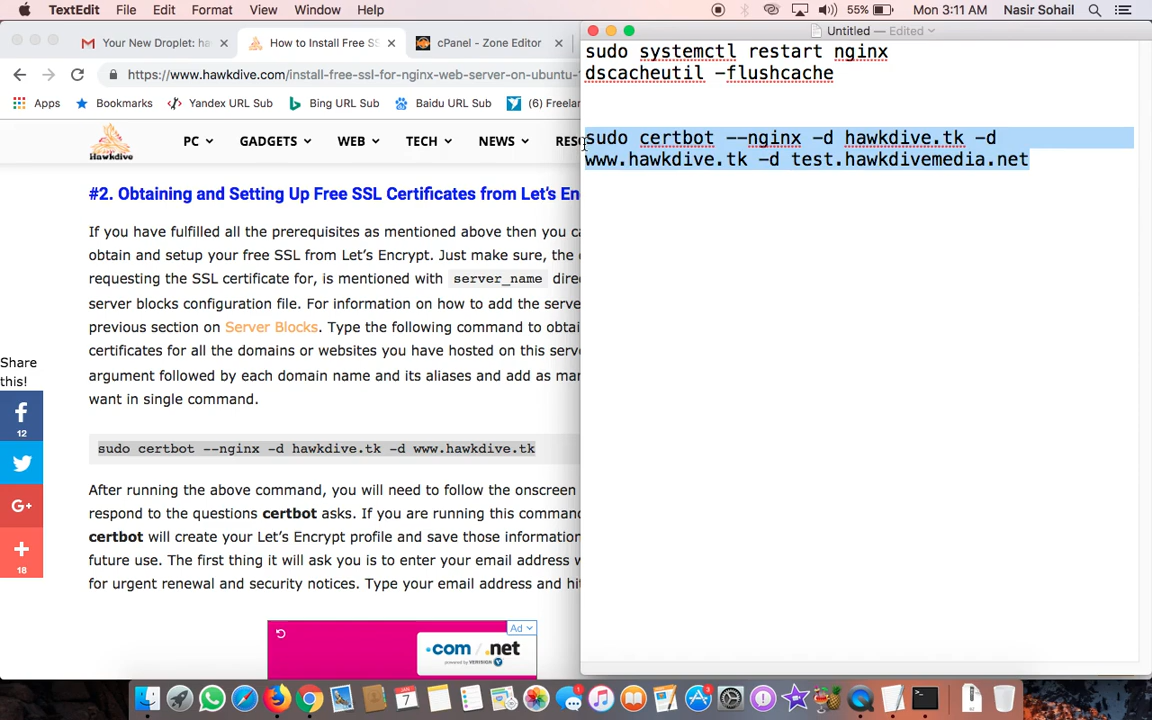 TextEdit File Edit Format View Window Help 55% Mon 3:11 AM Nasir Sohail
Your New Droplet: ha
How to Install Free SS
cPanel - Zone Editor
https://www.hawkdive.com/install-free-ssl-for-nginx-web-server-on-ubuntu-
Apps Bookmarks Yandex URL Sub Bing URL Sub Baidu URL Sub (6) Freelan
Hawkdive
PC GADGETS WEB TECH NEWS RESO
#2. Obtaining and Setting Up Free SSL Certificates from Let's En
If you have fulfilled all the prerequisites as mentioned above then you ca
obtain and setup your free SSL from Let's Encrypt. Just make sure, the d
requesting the SSL certificate for, is mentioned with server_name direc
server blocks configuration file. For information on how to add the serve
previous section on Server Blocks. Type the following command to obta
certificates for all the domains or websites you have hosted on this serv
argument followed by each domain name and its aliases and add as mar
want in single command.
sudo certbot --nginx -d hawkdive.tk -d www.hawkdive.tk
After running the above command, you will need to follow the onscreen
respond to the questions certbot asks. If you are running this command
certbot will create your Let's Encrypt profile and save those information
future use. The first thing it will ask you is to enter your email address w
for urgent renewal and security notices. Type your email address and hit
Share
this!
12
18
Ad
.com/.net
powered by VERISIGN
Untitled — Edited
sudo systemctl restart nginx
dscacheutil -flushcache
sudo certbot --nginx -d hawkdive.tk -d
www.hawkdive.tk -d test.hawkdivemedia.net
7
3